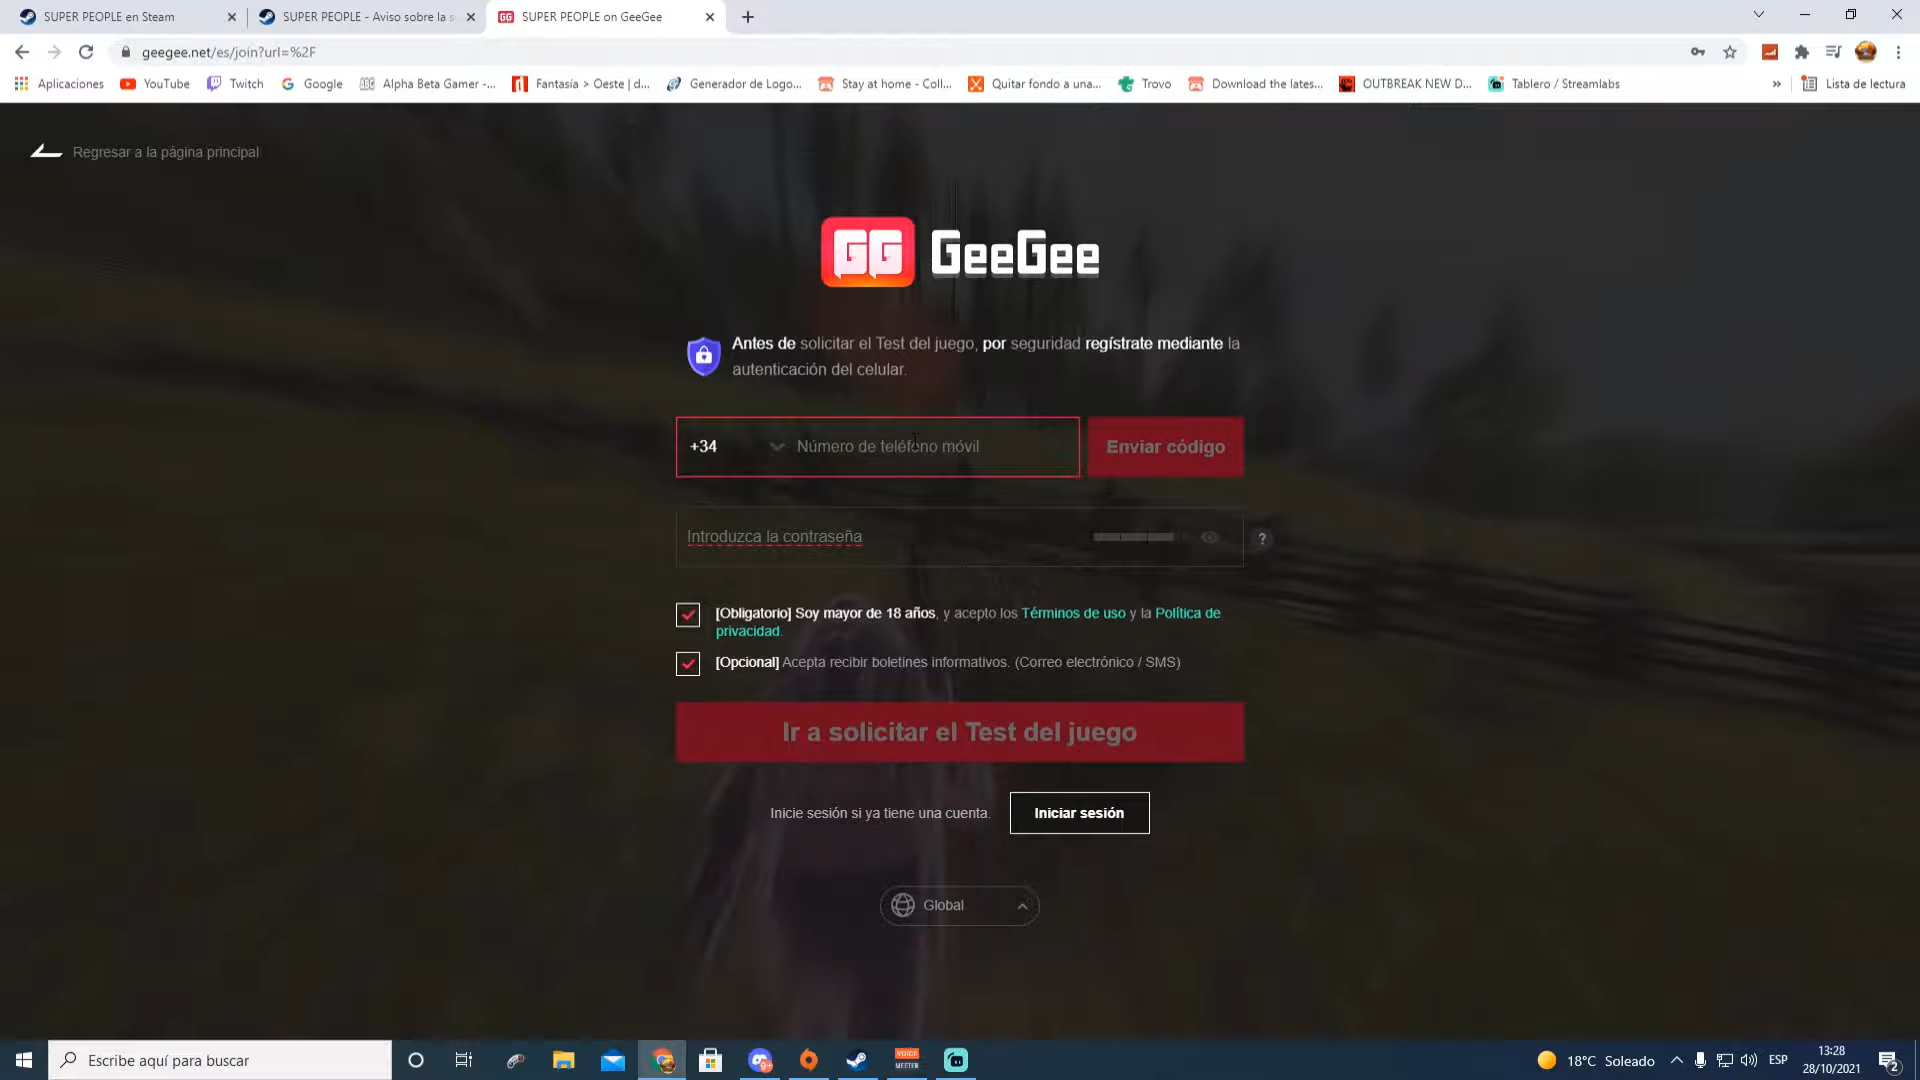 SUPER PEOPLE en Steam
SUPER PEOPLE - Aviso sobre la s
SUPER PEOPLE on GeeGee
geegee.net/es/join?url=%2F
Aplicaciones
YouTube
Twitch
Google
Alpha Beta Gamer -...
Fantasía > Oeste | d...
Generador de Logo...
Stay at home - Coll...
Quitar fondo a una...
Trovo
Download the lates...
OUTBREAK NEW D...
Tablero / Streamlabs
»
Lista de lectura
Regresar a la página principal
GG GeeGee
Antes de solicitar el Test del juego, por seguridad regístrate mediante la
autenticación del celular.
+34
Número de teléfono móvil
Enviar código
Introduzca la contraseña
?
[Obligatorio] Soy mayor de 18 años, y acepto los Términos de uso y la Política de
privacidad.
[Opcional] Acepta recibir boletines informativos. (Correo electrónico / SMS)
Ir a solicitar el Test del juego
Inicie sesión si ya tiene una cuenta.
Iniciar sesión
Global
Escribe aquí para buscar
9+
VOICE
MEETER
18°C Soleado
ESP
13:28
28/10/2021
2